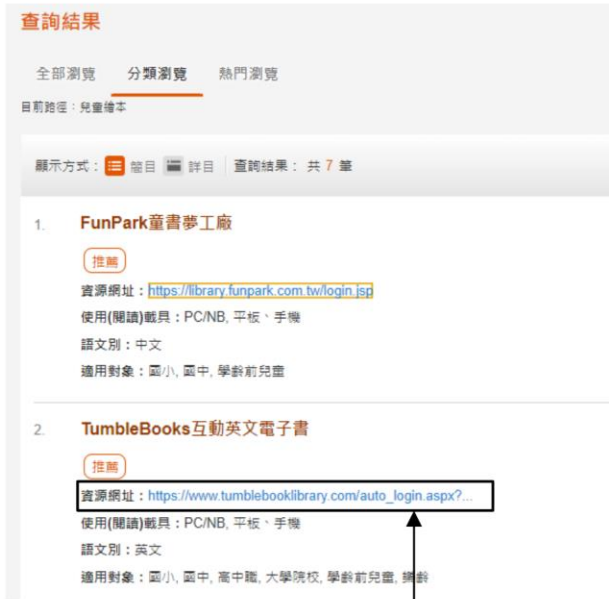 查詢結果
全部瀏覽 分類瀏覽 熱門瀏覽
目前路徑：兒童繪本
顯示方式： 簡目 詳目 查詢結果： 共 7 筆
1. FunPark童書夢工廠
推薦
資源網址：https://library.funpark.com.tw/login.jsp
使用(閱讀)載具：PC/NB, 平板、手機
語文別：中文
適用對象：國小, 國中, 學齡前兒童
2. TumbleBooks互動英文電子書
推薦
資源網址：https://www.tumblebooklibrary.com/auto_login.aspx?...
使用(閱讀)載具：PC/NB, 平板、手機
語文別：英文
適用對象：國小, 國中, 高中職, 大學院校, 學齡前兒童, 樂齡